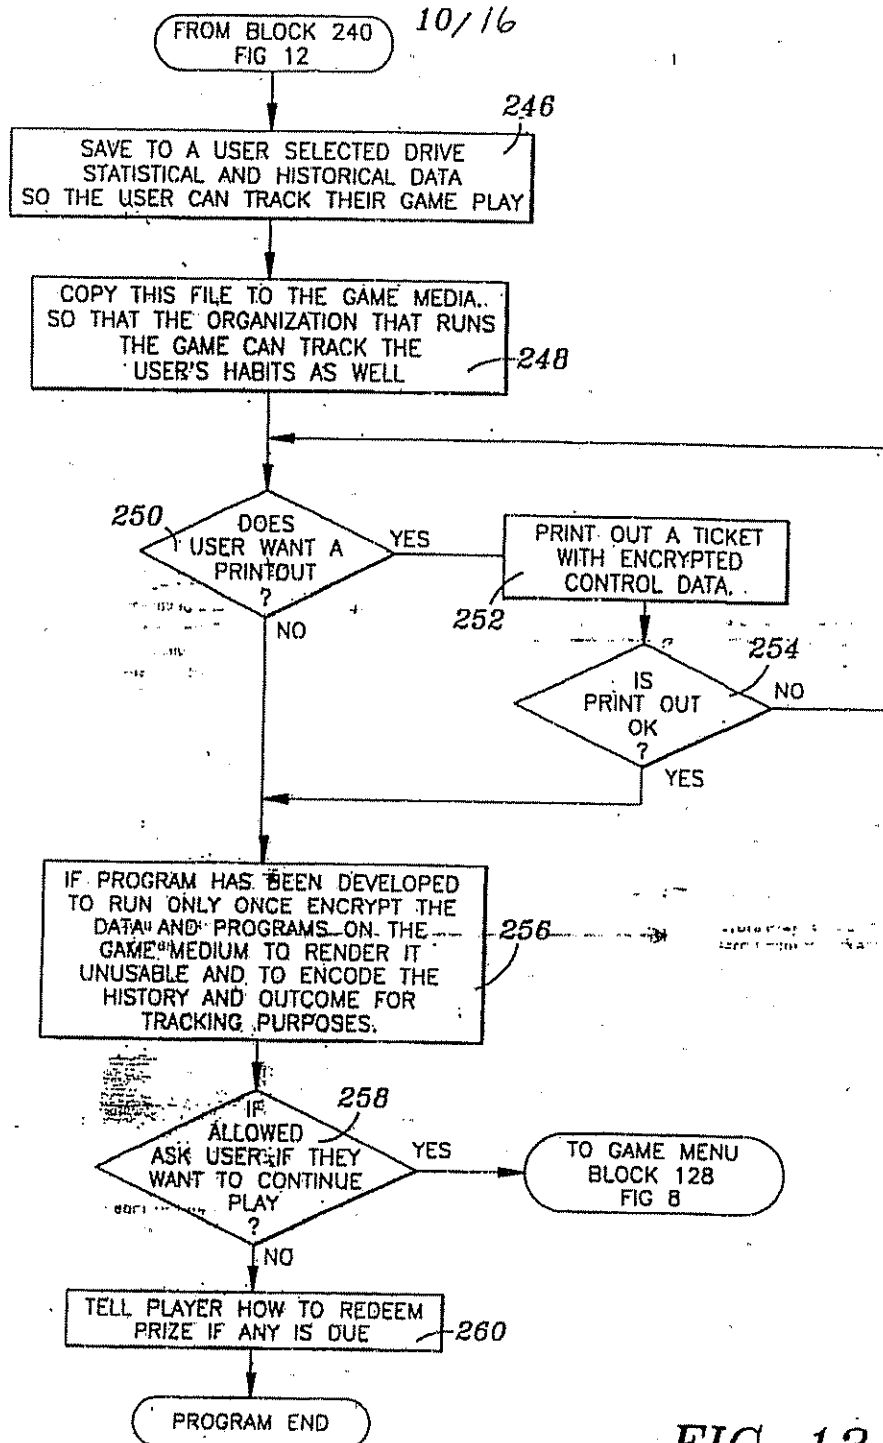 10/16
FROM BLOCK 240
FIG 12
246
SAVE TO A USER SELECTED DRIVE
STATISTICAL AND HISTORICAL DATA
SO THE USER CAN TRACK THEIR GAME PLAY
COPY THIS FILE TO THE GAME MEDIA.
SO THAT THE ORGANIZATION THAT RUNS
THE GAME CAN TRACK THE
USER'S HABITS AS WELL
248
250
DOES
USER WANT A
PRINTOUT
?
YES
NO
PRINT OUT A TICKET
WITH ENCRYPTED
CONTROL DATA.
252
254
IS
PRINT OUT
OK
?
NO
YES
IF PROGRAM HAS BEEN DEVELOPED
TO RUN ONLY ONCE ENCRYPT THE
DATA AND PROGRAMS ON THE
GAME MEDIUM TO RENDER IT
UNUSABLE AND TO ENCODE THE
HISTORY AND OUTCOME FOR
TRACKING PURPOSES.
256
258
IF
ALLOWED
ASK USER IF THEY
WANT TO CONTINUE
PLAY
?
YES
NO
TO GAME MENU
BLOCK 128
FIG 8
TELL PLAYER HOW TO REDEEM
PRIZE IF ANY IS DUE
260
PROGRAM END
FIG. 13